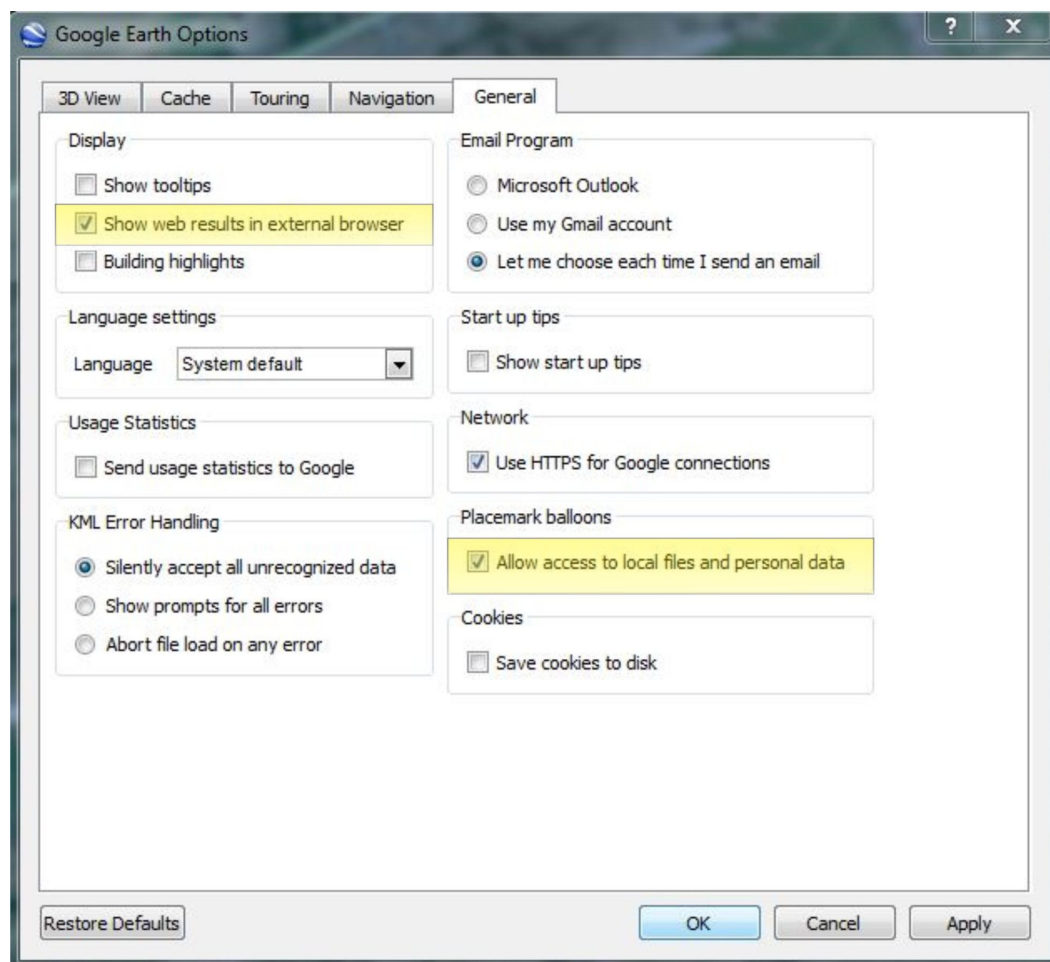 Google Earth Options
? X
3D View Cache Touring Navigation General
Display
Show tooltips
Show web results in external browser
Building highlights
Language settings
Language System default
Usage Statistics
Send usage statistics to Google
KML Error Handling
Silently accept all unrecognized data
Show prompts for all errors
Abort file load on any error
Email Program
Microsoft Outlook
Use my Gmail account
Let me choose each time I send an email
Start up tips
Show start up tips
Network
Use HTTPS for Google connections
Placemark balloons
Allow access to local files and personal data
Cookies
Save cookies to disk
Restore Defaults OK Cancel Apply